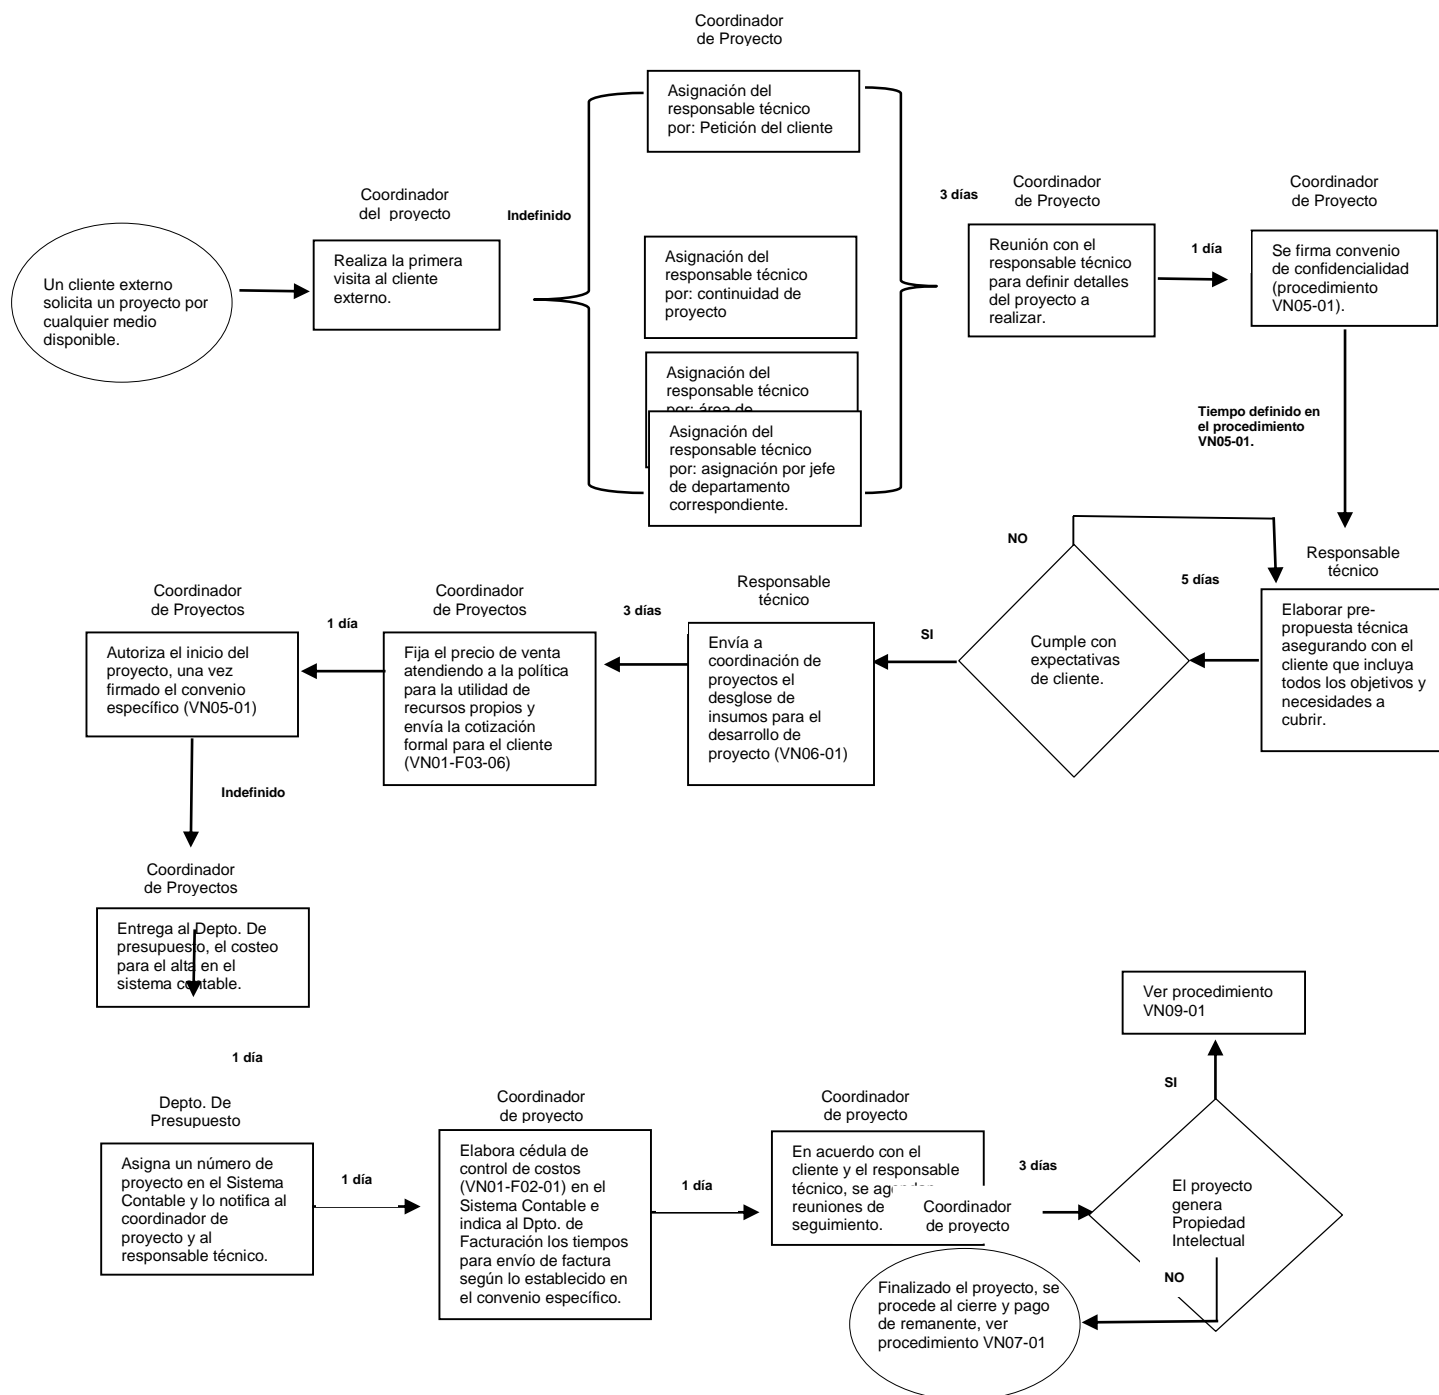 Coordinador
de Proyecto
Asignación del
responsable técnico
por: Petición del cliente
Coordinador
del proyecto
Indefinido
3 días
Coordinador
de Proyecto
Coordinador
de Proyecto
Un cliente externo
solicita un proyecto por
cualquier medio
disponible.
Realiza la primera
visita al cliente
externo.
Asignación del
responsable técnico
por: continuidad de
proyecto
Reunión con el
responsable técnico
para definir detalles
del proyecto a
realizar.
1 día
Se firma convenio
de confidencialidad
(procedimiento
VN05-01).
Asignación del
responsable técnico
por: área de
Asignación del
responsable técnico
por: asignación por jefe
de departamento
correspondiente.
Tiempo definido en
el procedimiento
VN05-01.
Responsable
técnico
Elaborar pre-
propuesta técnica
asegurando con el
cliente que incluya
todos los objetivos y
necesidades a
cubrir.
5 días
NO
Cumple con
expectativas
de cliente.
SI
Responsable
técnico
Envía a
coordinación de
proyectos el
desglose de
insumos para el
desarrollo de
proyecto (VN06-01)
3 días
Coordinador
de Proyectos
Fija el precio de venta
atendiendo a la política
para la utilidad de
recursos propios y
envía la cotización
formal para el cliente
(VN01-F03-06)
1 día
Coordinador
de Proyectos
Autoriza el inicio del
proyecto, una vez
firmado el convenio
específico (VN05-01)
Indefinido
Coordinador
de Proyectos
Entrega al Depto. De
presupuesto, el costeo
para el alta en el
sistema contable.
1 día
Depto. De
Presupuesto
Asigna un número de
proyecto en el Sistema
Contable y lo notifica al
coordinador de
proyecto y al
responsable técnico.
1 día
Coordinador
de proyecto
Elabora cédula de
control de costos
(VN01-F02-01) en el
Sistema Contable e
indica al Dpto. de
Facturación los tiempos
para envío de factura
según lo establecido en
el convenio específico.
1 día
Coordinador
de proyecto
En acuerdo con el
cliente y el responsable
técnico, se agendan
reuniones de
seguimiento.
3 días
El proyecto
genera
Propiedad
Intelectual
SI
Ver procedimiento
VN09-01
NO
Coordinador
de proyecto
Finalizado el proyecto, se
procede al cierre y pago
de remanente, ver
procedimiento VN07-01